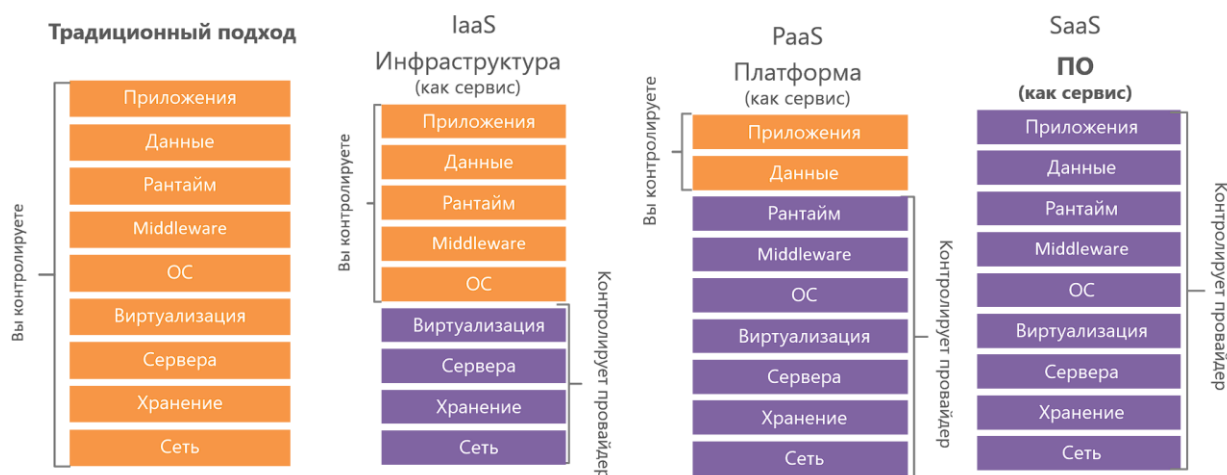 Традиционный подход
Вы контролируете
Приложения
Данные
Рантайм
Middleware
ОС
Виртуализация
Сервера
Хранение
Сеть
IaaS
Инфраструктура
(как сервис)
Вы контролируете
Приложения
Данные
Рантайм
Middleware
ОС
Виртуализация
Сервера
Хранение
Сеть
Контролирует провайдер
PaaS
Платформа
(как сервис)
Вы контролируете
Приложения
Данные
Рантайм
Middleware
ОС
Виртуализация
Сервера
Хранение
Сеть
Контролирует провайдер
SaaS
ПО
(как сервис)
Приложения
Данные
Рантайм
Middleware
ОС
Виртуализация
Сервера
Хранение
Сеть
Контролирует провайдер